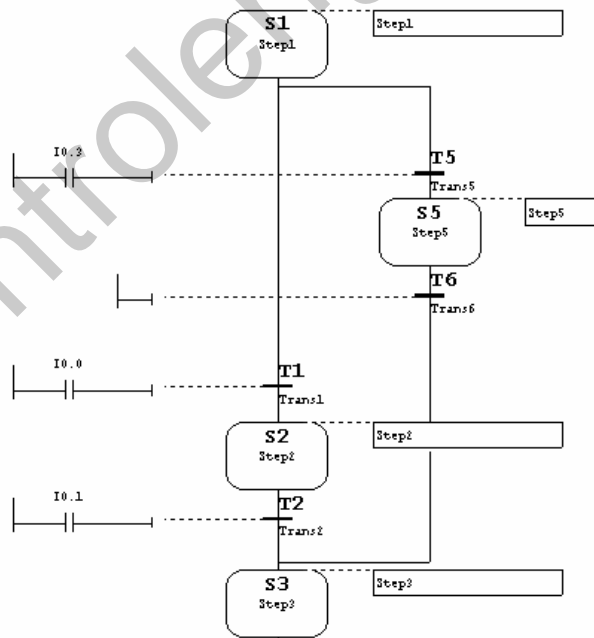 S1
Step1
Step1
I0.3
T5
Trans5
S5
Step5
Step5
T6
Trans6
I0.0
T1
Trans1
S2
Step2
Step2
I0.1
T2
Trans2
S3
Step3
Step3